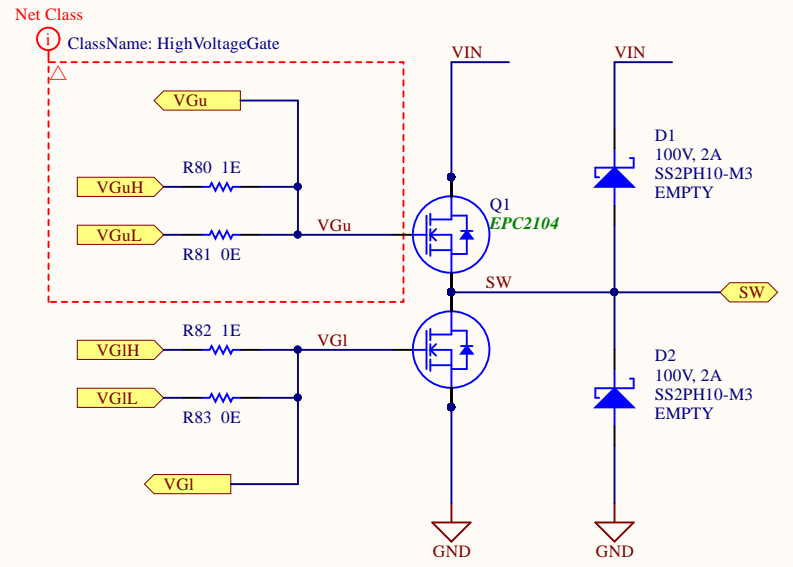 Net Class
i ClassName: HighVoltageGate
VIN
VIN
VGu
D1
100V, 2A
SS2PH10-M3
EMPTY
R80 1E
VGuH
VGuL
R81 0E
VGu
Q1
EPC2104
SW
SW
R82 1E
VGlH
VGlL
R83 0E
VGl
D2
100V, 2A
SS2PH10-M3
EMPTY
VGl
GND
GND